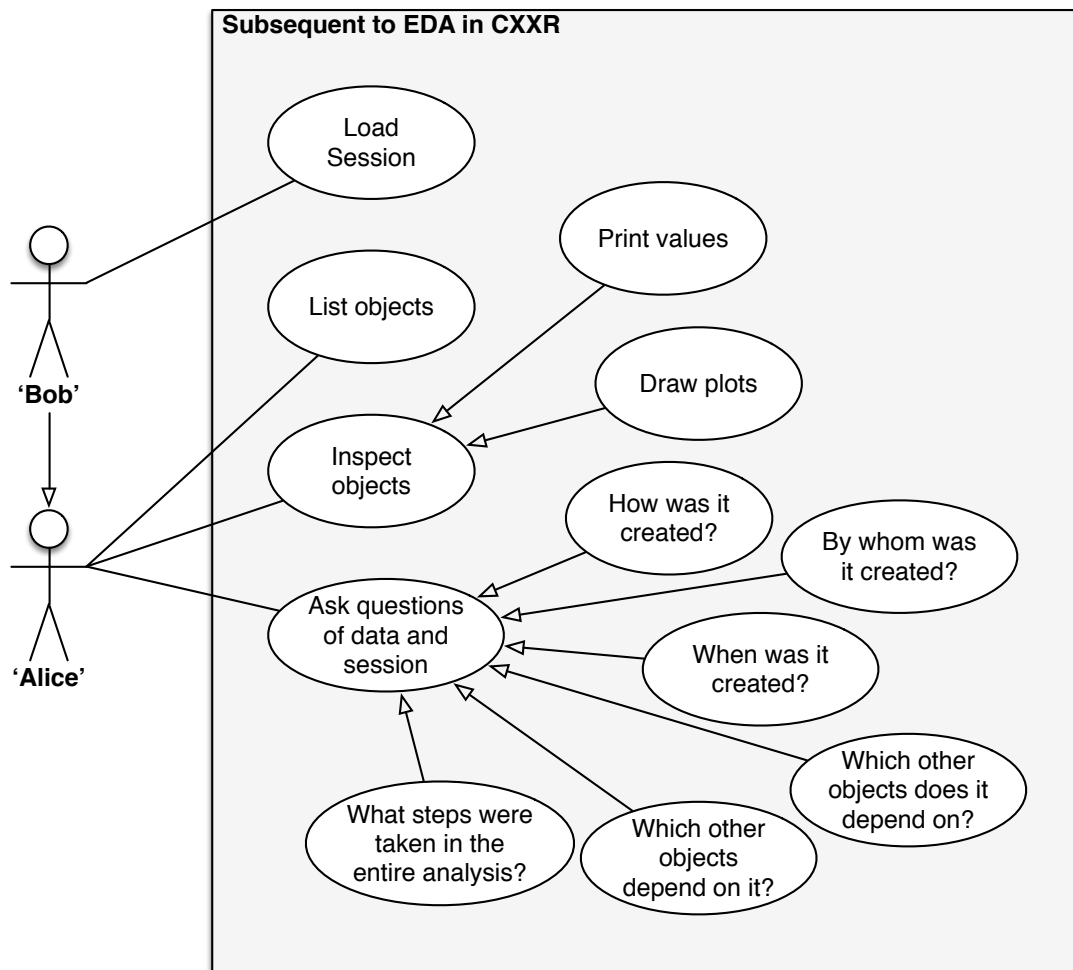 Subsequent to EDA in CXXR
Load
Session
Print values
List objects
‘Bob’
Draw plots
Inspect
objects
How was it
created?
By whom was
it created?
Ask questions
of data and
session
‘Alice’
When was it
created?
Which other
objects does it
depend on?
What steps were
taken in the
entire analysis?
Which other
objects
depend on it?